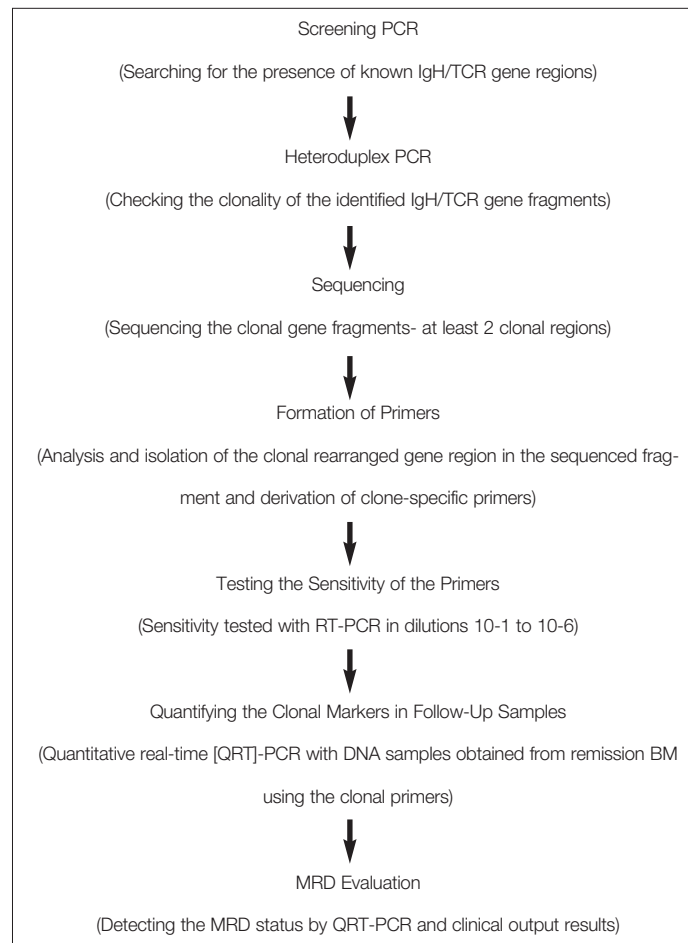 Screening PCR
(Searching for the presence of known IgH/TCR gene regions)
Heteroduplex PCR
(Checking the clonality of the identified IgH/TCR gene fragments)
Sequencing
(Sequencing the clonal gene fragments- at least 2 clonal regions)
Formation of Primers
(Analysis and isolation of the clonal rearranged gene region in the sequenced frag-
ment and derivation of clone-specific primers)
Testing the Sensitivity of the Primers
(Sensitivity tested with RT-PCR in dilutions 10-1 to 10-6)
Quantifying the Clonal Markers in Follow-Up Samples
(Quantitative real-time [QRT]-PCR with DNA samples obtained from remission BM
using the clonal primers)
MRD Evaluation
(Detecting the MRD status by QRT-PCR and clinical output results)